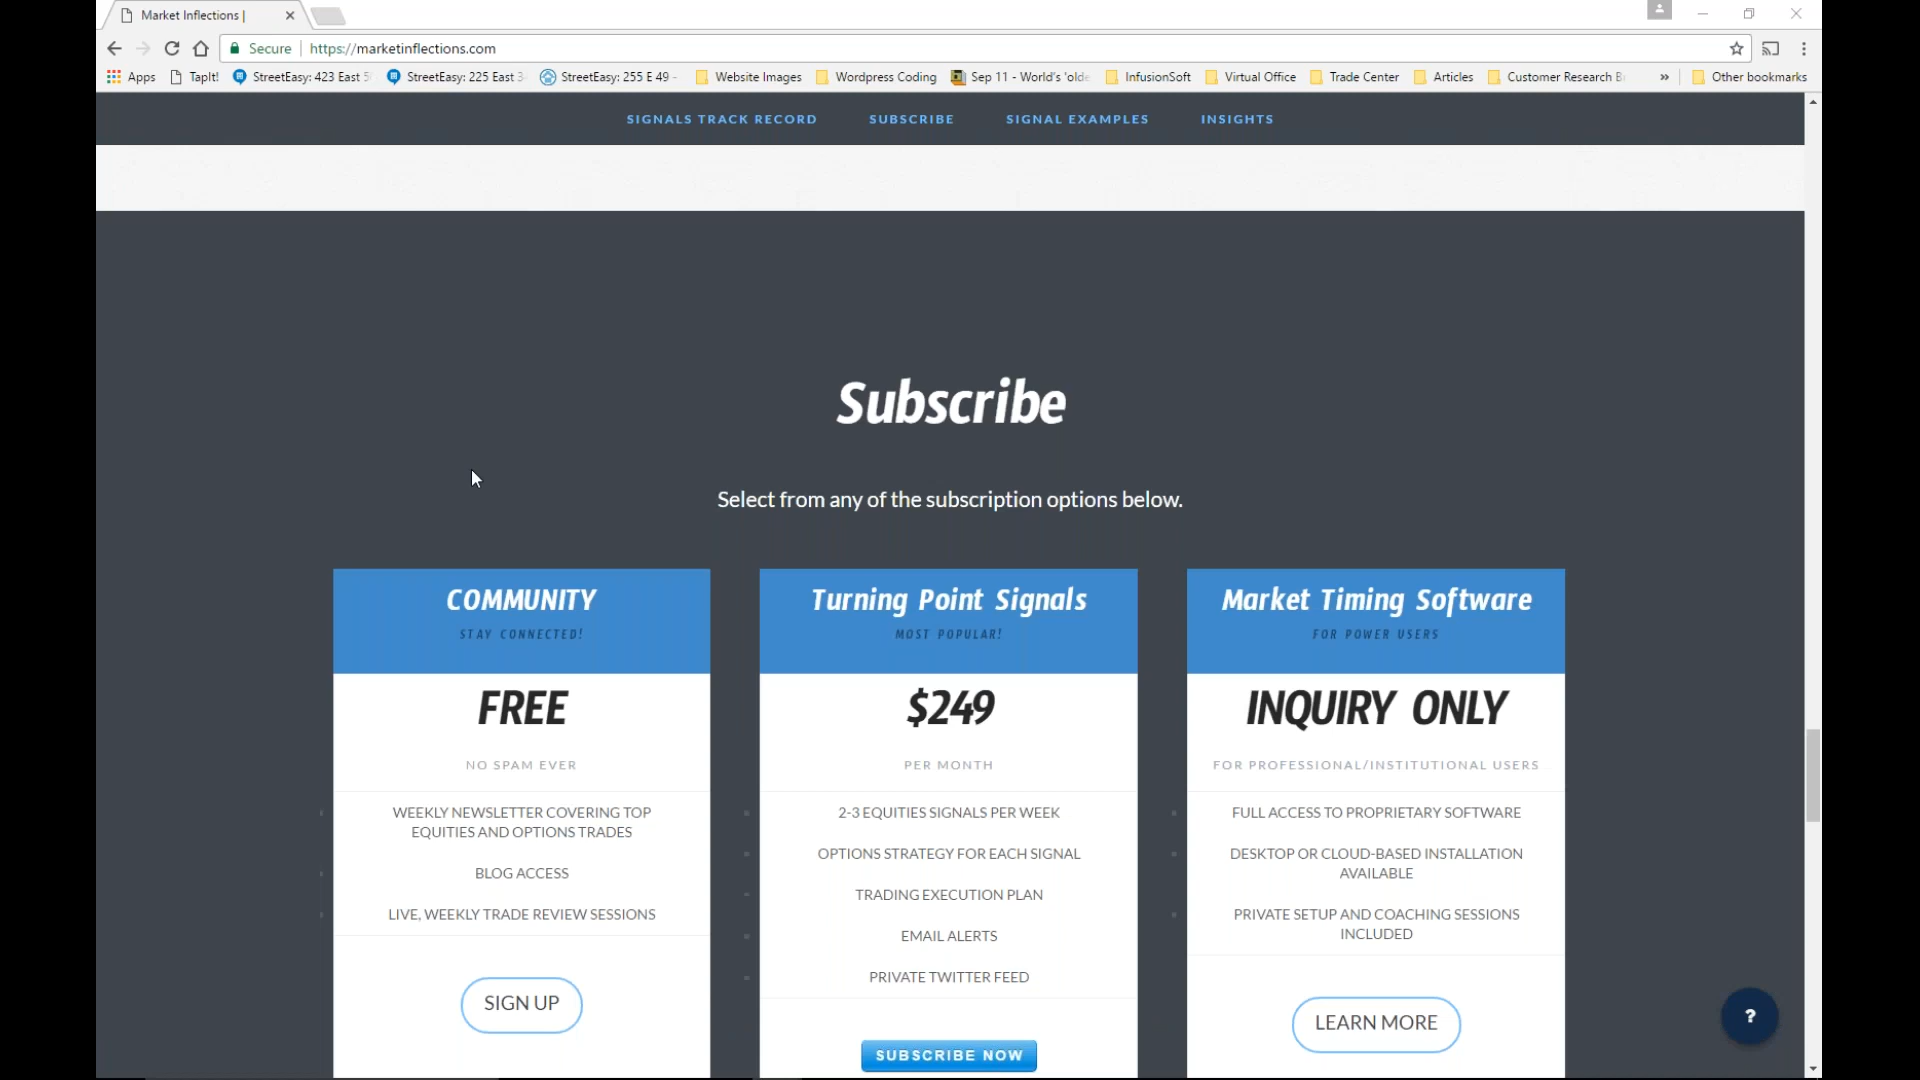 Market Inflections |
Secure https://marketinflections.com
Apps TapIt! StreetEasy: 423 East 5 StreetEasy: 225 East 3 StreetEasy: 255 E 49 - Website Images Wordpress Coding Sep 11 - World's 'olde InfusionSoft Virtual Office Trade Center Articles Customer Research B » Other bookmarks
SIGNALS TRACK RECORD SUBSCRIBE SIGNAL EXAMPLES INSIGHTS
Subscribe
Select from any of the subscription options below.
COMMUNITY
STAY CONNECTED!
FREE
NO SPAM EVER
WEEKLY NEWSLETTER COVERING TOP
EQUITIES AND OPTIONS TRADES
BLOG ACCESS
LIVE, WEEKLY TRADE REVIEW SESSIONS
SIGN UP
Turning Point Signals
MOST POPULAR!
$249
PER MONTH
2-3 EQUITIES SIGNALS PER WEEK
OPTIONS STRATEGY FOR EACH SIGNAL
TRADING EXECUTION PLAN
EMAIL ALERTS
PRIVATE TWITTER FEED
SUBSCRIBE NOW
Market Timing Software
FOR POWER USERS
INQUIRY ONLY
FOR PROFESSIONAL/INSTITUTIONAL USERS
FULL ACCESS TO PROPRIETARY SOFTWARE
DESKTOP OR CLOUD-BASED INSTALLATION
AVAILABLE
PRIVATE SETUP AND COACHING SESSIONS
INCLUDED
LEARN MORE
?